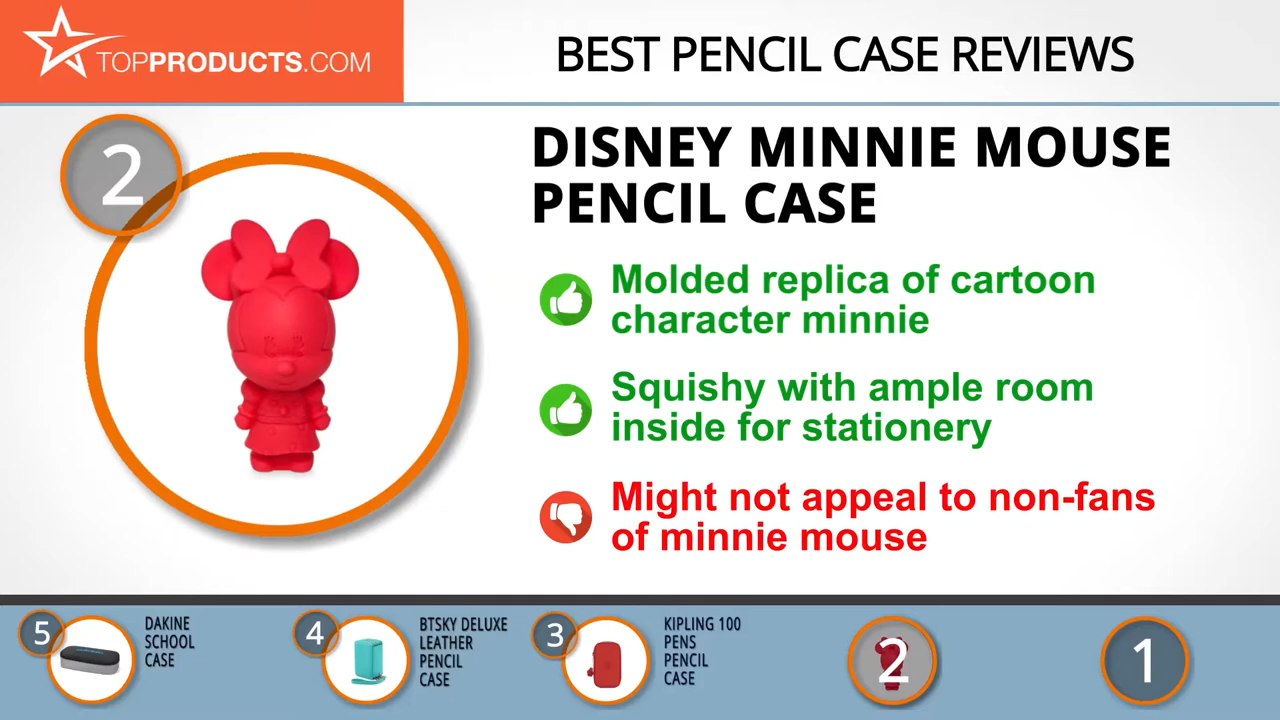 TOPPRODUCTS.COM
BEST PENCIL CASE REVIEWS
2
DISNEY MINNIE MOUSE
PENCIL CASE
Molded replica of cartoon
character minnie
Squishy with ample room
inside for stationery
Might not appeal to non-fans
of minnie mouse
5
DAKINE
SCHOOL
CASE
4
BTSKY DELUXE
LEATHER
PENCIL
CASE
3
KIPLING 100
PENS
PENCIL
CASE
2
1